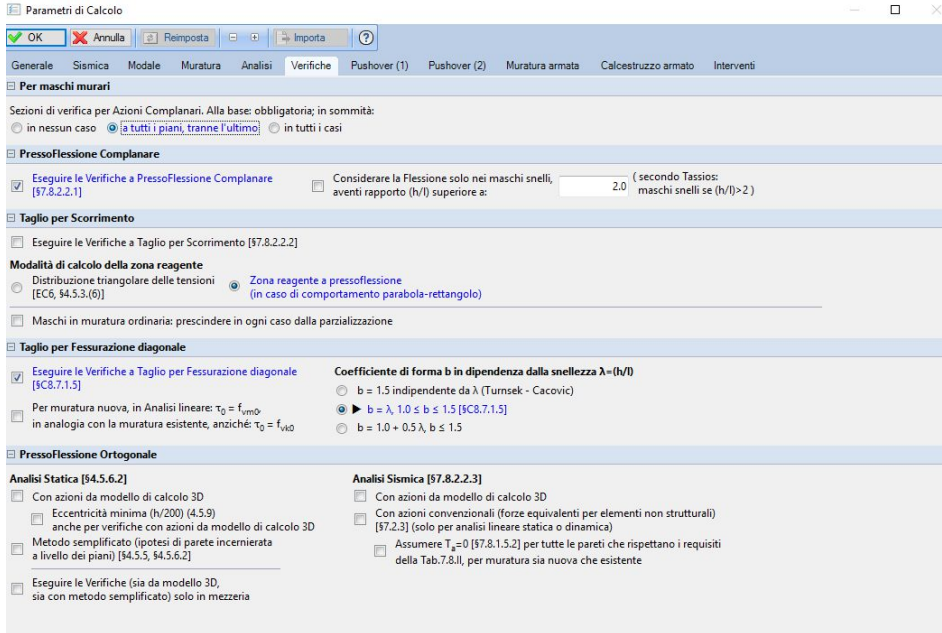 Parametri di Calcolo
OK Annulla Reimposta Importa
Generale Sismica Modale Muratura Analisi Verifiche Pushover (1) Pushover (2) Muratura armata Calcestruzzo armato Interventi
Per maschi murari
Sezioni di verifica per Azioni Complanari. Alla base: obbligatoria; in sommità:
in nessun caso a tutti i piani, tranne l'ultimo in tutti i casi
PressoFlessione Complanare
Eseguire le Verifiche a PressoFlessione Complanare
[§7.8.2.2.1]
Considerare la Flessione solo nei maschi snelli,
aventi rapporto (h/l) superiore a:
2.0
( secondo Tassios:
maschi snelli se (h/l)>2 )
Taglio per Scorrimento
Eseguire le Verifiche a Taglio per Scorrimento [§7.8.2.2.2]
Modalità di calcolo della zona reagente
Distribuzione triangolare delle tensioni
[EC6, §4.5.3.(6)]
Zona reagente a pressoflessione
(in caso di comportamento parabola-rettangolo)
Maschi in muratura ordinaria: prescindere in ogni caso dalla parzializzazione
Taglio per Fessurazione diagonale
Eseguire le Verifiche a Taglio per Fessurazione diagonale
[§C8.7.1.5]
Per muratura nuova, in Analisi lineare: τ0 = fvm0,
in analogia con la muratura esistente, anziché: τ0 = fvk0
Coefficiente di forma b in dipendenza dalla snellezza λ=(h/l)
b = 1.5 indipendente da λ (Turnsek - Cacovic)
▶ b = λ, 1.0 ≤ b ≤ 1.5 [§C8.7.1.5]
b = 1.0 + 0.5 λ, b ≤ 1.5
PressoFlessione Ortogonale
Analisi Statica [§4.5.6.2]
Con azioni da modello di calcolo 3D
Eccentricità minima (h/200) (4.5.9)
anche per verifiche con azioni da modello di calcolo 3D
Metodo semplificato (ipotesi di parete incernierata
a livello dei piani) [§4.5.5, §4.5.6.2]
Eseguire le Verifiche (sia da modello 3D,
sia con metodo semplificato) solo in mezzeria
Analisi Sismica [§7.8.2.2.3]
Con azioni da modello di calcolo 3D
Con azioni convenzionali (forze equivalenti per elementi non strutturali)
[§7.2.3] (solo per analisi lineare statica o dinamica)
Assumere Ta=0 [§7.8.1.5.2] per tutte le pareti che rispettano i requisiti
della Tab.7.8.II, per muratura sia nuova che esistente